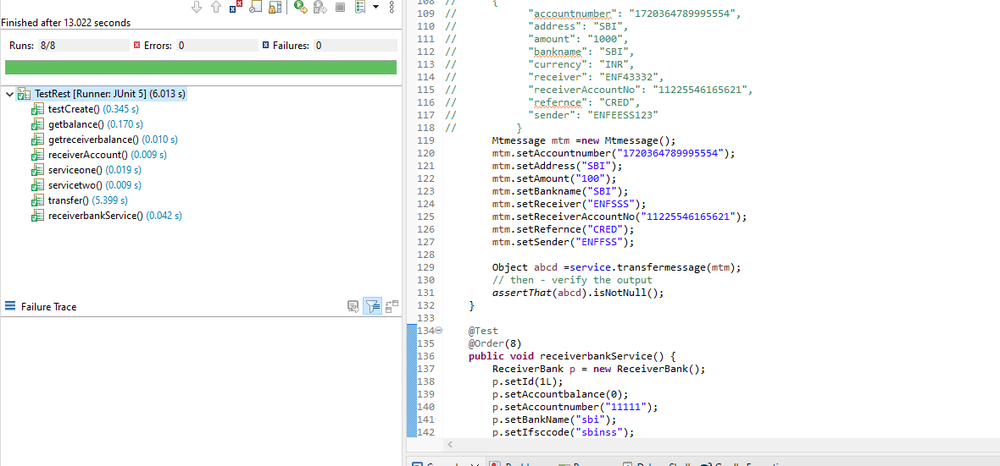 Finished after 13.022 seconds
Runs: 8/8 Errors: 0 Failures: 0
TestRest [Runner: JUnit 5] (6.013 s)
testCreate() (0.345 s)
getbalance() (0.170 s)
getreceiverbalance() (0.010 s)
receiverAccount() (0.009 s)
serviceone() (0.019 s)
servicetwo() (0.009 s)
transfer() (5.399 s)
receiverbankService() (0.042 s)
Failure Trace
108 // {
109 // "accountnumber": "1720364789995554",
110 // "address": "SBI",
111 // "amount": "1000",
112 // "bankname": "SBI",
113 // "currency": "INR",
114 // "receiver": "ENF43332",
115 // "receiverAccountNo": "11225546165621",
116 // "refernce": "CRED",
117 // "sender": "ENFEESS123"
118 // }
119 Mtmessage mtm =new Mtmessage();
120 mtm.setAccountnumber("1720364789995554");
121 mtm.setAddress("SBI");
122 mtm.setAmount("100");
123 mtm.setBankname("SBI");
124 mtm.setReceiver("ENFSSS");
125 mtm.setReceiverAccountNo("11225546165621");
126 mtm.setRefernce("CRED");
127 mtm.setSender("ENFFSS");
128
129 Object abcd =service.transfermessage(mtm);
130 // then - verify the output
131 assertThat(abcd).isNotNull();
132 }
133
134 @Test
135 @Order(8)
136 public void receiverbankService() {
137 ReceiverBank p = new ReceiverBank();
138 p.setId(1L);
139 p.setAccountbalance(0);
140 p.setAccountnumber("11111");
141 p.setBankName("sbi");
142 p.setIfsccode("sbinss");